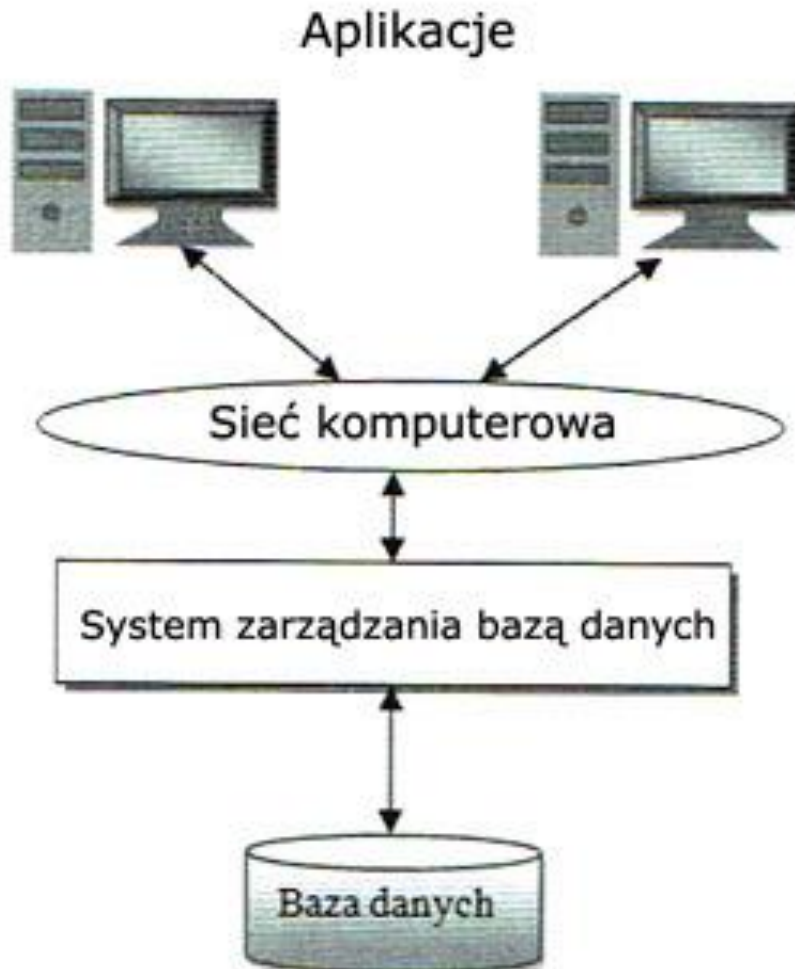 Aplikacje
Sieć komputerowa
System zarządzania bazą danych
Baza danych